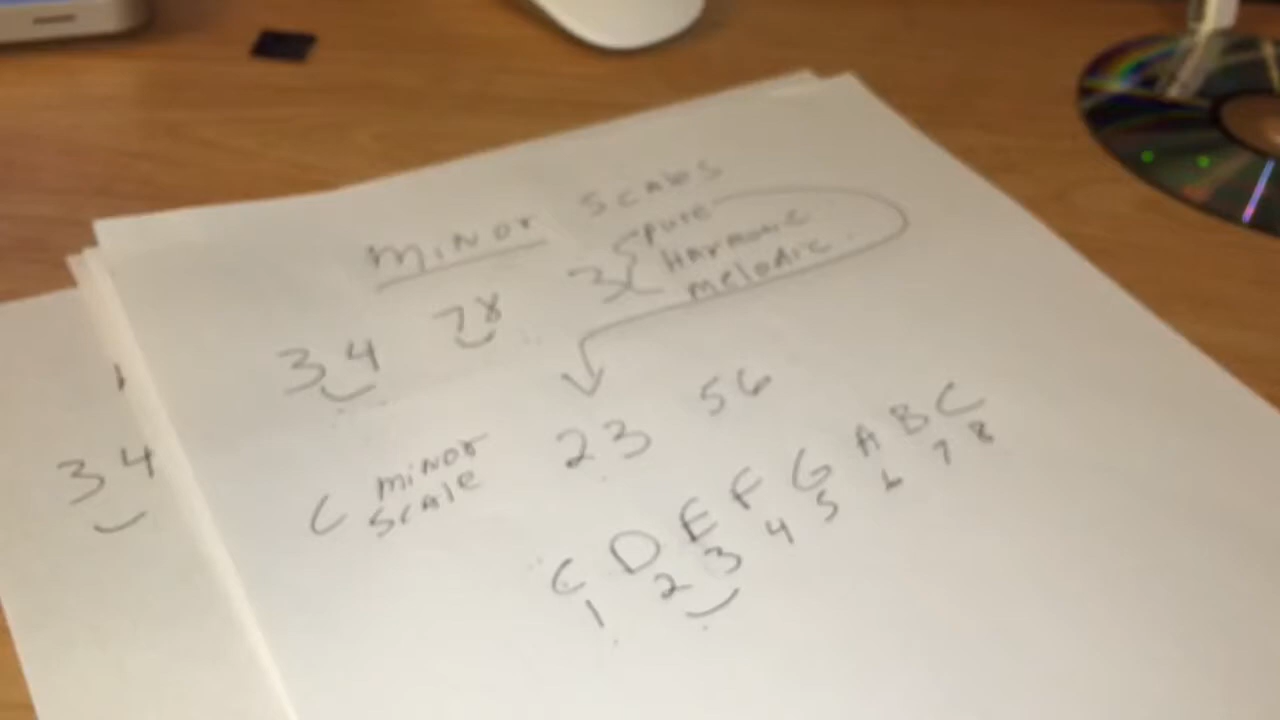 Minor Scales
3 { Pure
Harmonic
melodic
3 4 7 8
2 3 5 6
C minor
scale
C D E F G A B C
1 2 3 4 5 6 7 8
3 4